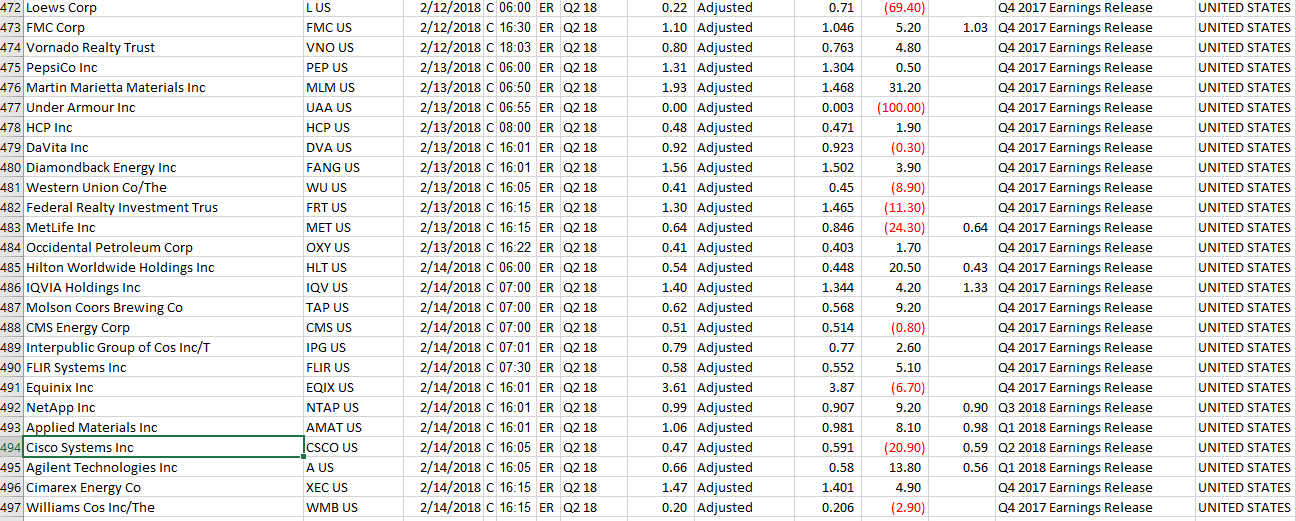 472 Loews Corp L US 2/12/2018 C 06:00 ER Q2 18 0.22 Adjusted 0.71 (69.40) Q4 2017 Earnings Release UNITED STATES
473 FMC Corp FMC US 2/12/2018 C 16:30 ER Q2 18 1.10 Adjusted 1.046 5.20 1.03 Q4 2017 Earnings Release UNITED STATES
474 Vornado Realty Trust VNO US 2/12/2018 C 18:03 ER Q2 18 0.80 Adjusted 0.763 4.80 Q4 2017 Earnings Release UNITED STATES
475 PepsiCo Inc PEP US 2/13/2018 C 06:00 ER Q2 18 1.31 Adjusted 1.304 0.50 Q4 2017 Earnings Release UNITED STATES
476 Martin Marietta Materials Inc MLM US 2/13/2018 C 06:50 ER Q2 18 1.93 Adjusted 1.468 31.20 Q4 2017 Earnings Release UNITED STATES
477 Under Armour Inc UAA US 2/13/2018 C 06:55 ER Q2 18 0.00 Adjusted 0.003 (100.00) Q4 2017 Earnings Release UNITED STATES
478 HCP Inc HCP US 2/13/2018 C 08:00 ER Q2 18 0.48 Adjusted 0.471 1.90 Q4 2017 Earnings Release UNITED STATES
479 DaVita Inc DVA US 2/13/2018 C 16:01 ER Q2 18 0.92 Adjusted 0.923 (0.30) Q4 2017 Earnings Release UNITED STATES
480 Diamondback Energy Inc FANG US 2/13/2018 C 16:01 ER Q2 18 1.56 Adjusted 1.502 3.90 Q4 2017 Earnings Release UNITED STATES
481 Western Union Co/The WU US 2/13/2018 C 16:05 ER Q2 18 0.41 Adjusted 0.45 (8.90) Q4 2017 Earnings Release UNITED STATES
482 Federal Realty Investment Trus FRT US 2/13/2018 C 16:15 ER Q2 18 1.30 Adjusted 1.465 (11.30) Q4 2017 Earnings Release UNITED STATES
483 MetLife Inc MET US 2/13/2018 C 16:15 ER Q2 18 0.64 Adjusted 0.846 (24.30) 0.64 Q4 2017 Earnings Release UNITED STATES
484 Occidental Petroleum Corp OXY US 2/13/2018 C 16:22 ER Q2 18 0.41 Adjusted 0.403 1.70 Q4 2017 Earnings Release UNITED STATES
485 Hilton Worldwide Holdings Inc HLT US 2/14/2018 C 06:00 ER Q2 18 0.54 Adjusted 0.448 20.50 0.43 Q4 2017 Earnings Release UNITED STATES
486 IQVIA Holdings Inc IQV US 2/14/2018 C 07:00 ER Q2 18 1.40 Adjusted 1.344 4.20 1.33 Q4 2017 Earnings Release UNITED STATES
487 Molson Coors Brewing Co TAP US 2/14/2018 C 07:00 ER Q2 18 0.62 Adjusted 0.568 9.20 Q4 2017 Earnings Release UNITED STATES
488 CMS Energy Corp CMS US 2/14/2018 C 07:00 ER Q2 18 0.51 Adjusted 0.514 (0.80) Q4 2017 Earnings Release UNITED STATES
489 Interpublic Group of Cos Inc/T IPG US 2/14/2018 C 07:01 ER Q2 18 0.79 Adjusted 0.77 2.60 Q4 2017 Earnings Release UNITED STATES
490 FLIR Systems Inc FLIR US 2/14/2018 C 07:30 ER Q2 18 0.58 Adjusted 0.552 5.10 Q4 2017 Earnings Release UNITED STATES
491 Equinix Inc EQIX US 2/14/2018 C 16:01 ER Q2 18 3.61 Adjusted 3.87 (6.70) Q4 2017 Earnings Release UNITED STATES
492 NetApp Inc NTAP US 2/14/2018 C 16:01 ER Q2 18 0.99 Adjusted 0.907 9.20 0.90 Q3 2018 Earnings Release UNITED STATES
493 Applied Materials Inc AMAT US 2/14/2018 C 16:01 ER Q2 18 1.06 Adjusted 0.981 8.10 0.98 Q1 2018 Earnings Release UNITED STATES
494 Cisco Systems Inc CSCO US 2/14/2018 C 16:05 ER Q2 18 0.47 Adjusted 0.591 (20.90) 0.59 Q2 2018 Earnings Release UNITED STATES
495 Agilent Technologies Inc A US 2/14/2018 C 16:05 ER Q2 18 0.66 Adjusted 0.58 13.80 0.56 Q1 2018 Earnings Release UNITED STATES
496 Cimarex Energy Co XEC US 2/14/2018 C 16:15 ER Q2 18 1.47 Adjusted 1.401 4.90 Q4 2017 Earnings Release UNITED STATES
497 Williams Cos Inc/The WMB US 2/14/2018 C 16:15 ER Q2 18 0.20 Adjusted 0.206 (2.90) Q4 2017 Earnings Release UNITED STATES